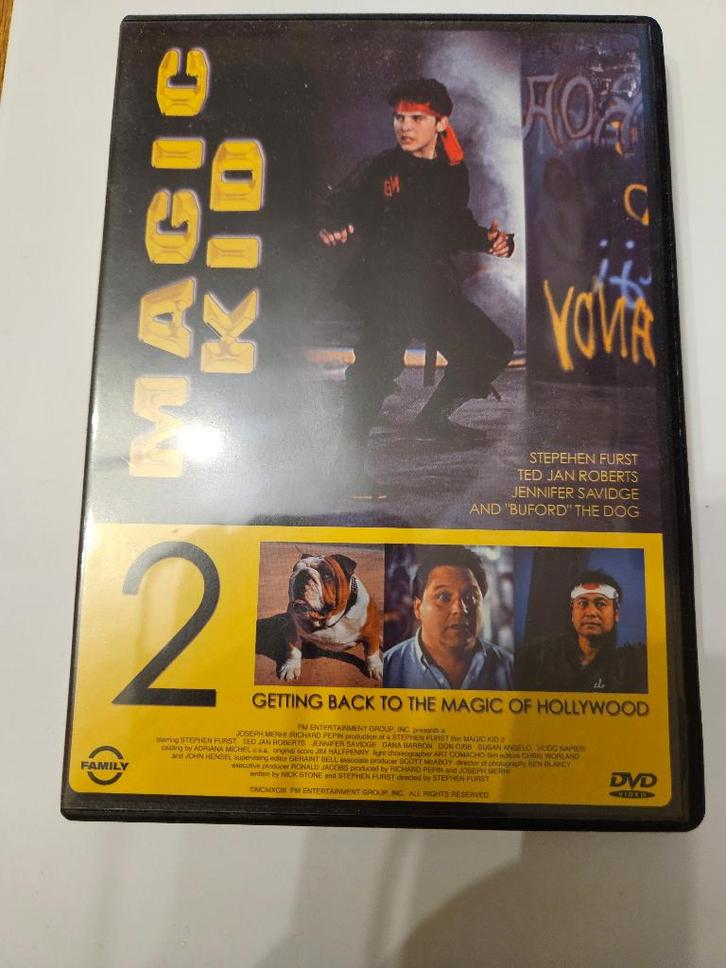 MAGIC
KID
AOA
YONA
STEPEHEN FURST
TED JAN ROBERTS
JENNIFER SAVIDGE
AND "BUFORD" THE DOG
2
GETTING BACK TO THE MAGIC OF HOLLYWOOD
PM ENTERTAINMENT GROUP, INC. presents a
JOSEPH MERHI /RICHARD PEPIN production of a STEPHEN FURST film MAGIC KID 2
starring STEPHEN FURST TED JAN ROBERTS JENNIFER SAVIDGE DANA BARRON DON GIBB SUSAN ANGELO HUGO NAPIER
casting by ADRIANA MICHEL c.s.a. original score JIM HALFPENNY fight choreographer ART COMACHO film editors CHRIS WORLAND
and JOHN HENSEL supervising editor GERAINT BELL associate producer SCOTT McABOY director of photography KEN BLAKEY
executive producer RONALD JACOBS produced by RICHARD PEPIN and JOSEPH MERHI
written by NICK STONE and STEPHEN FURST directed by STEPHEN FURST
©MCMXCIII PM ENTERTAINMENT GROUP, INC. ALL RIGHTS RESERVED
FAMILY
DVD
VIDEO